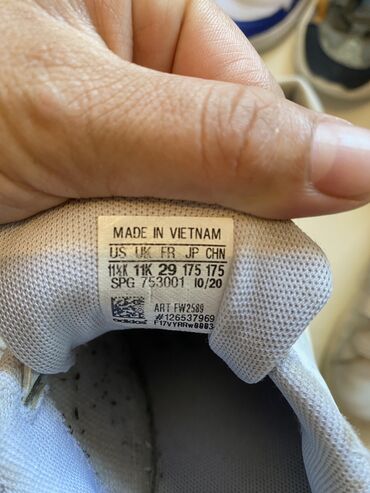 MADE IN VIETNAM
US UK FR JP CHN
11½K 11K 29 175 175
SPG 753001 10/20
ART FW2589
#126537969
adidas F17VYRRW0003